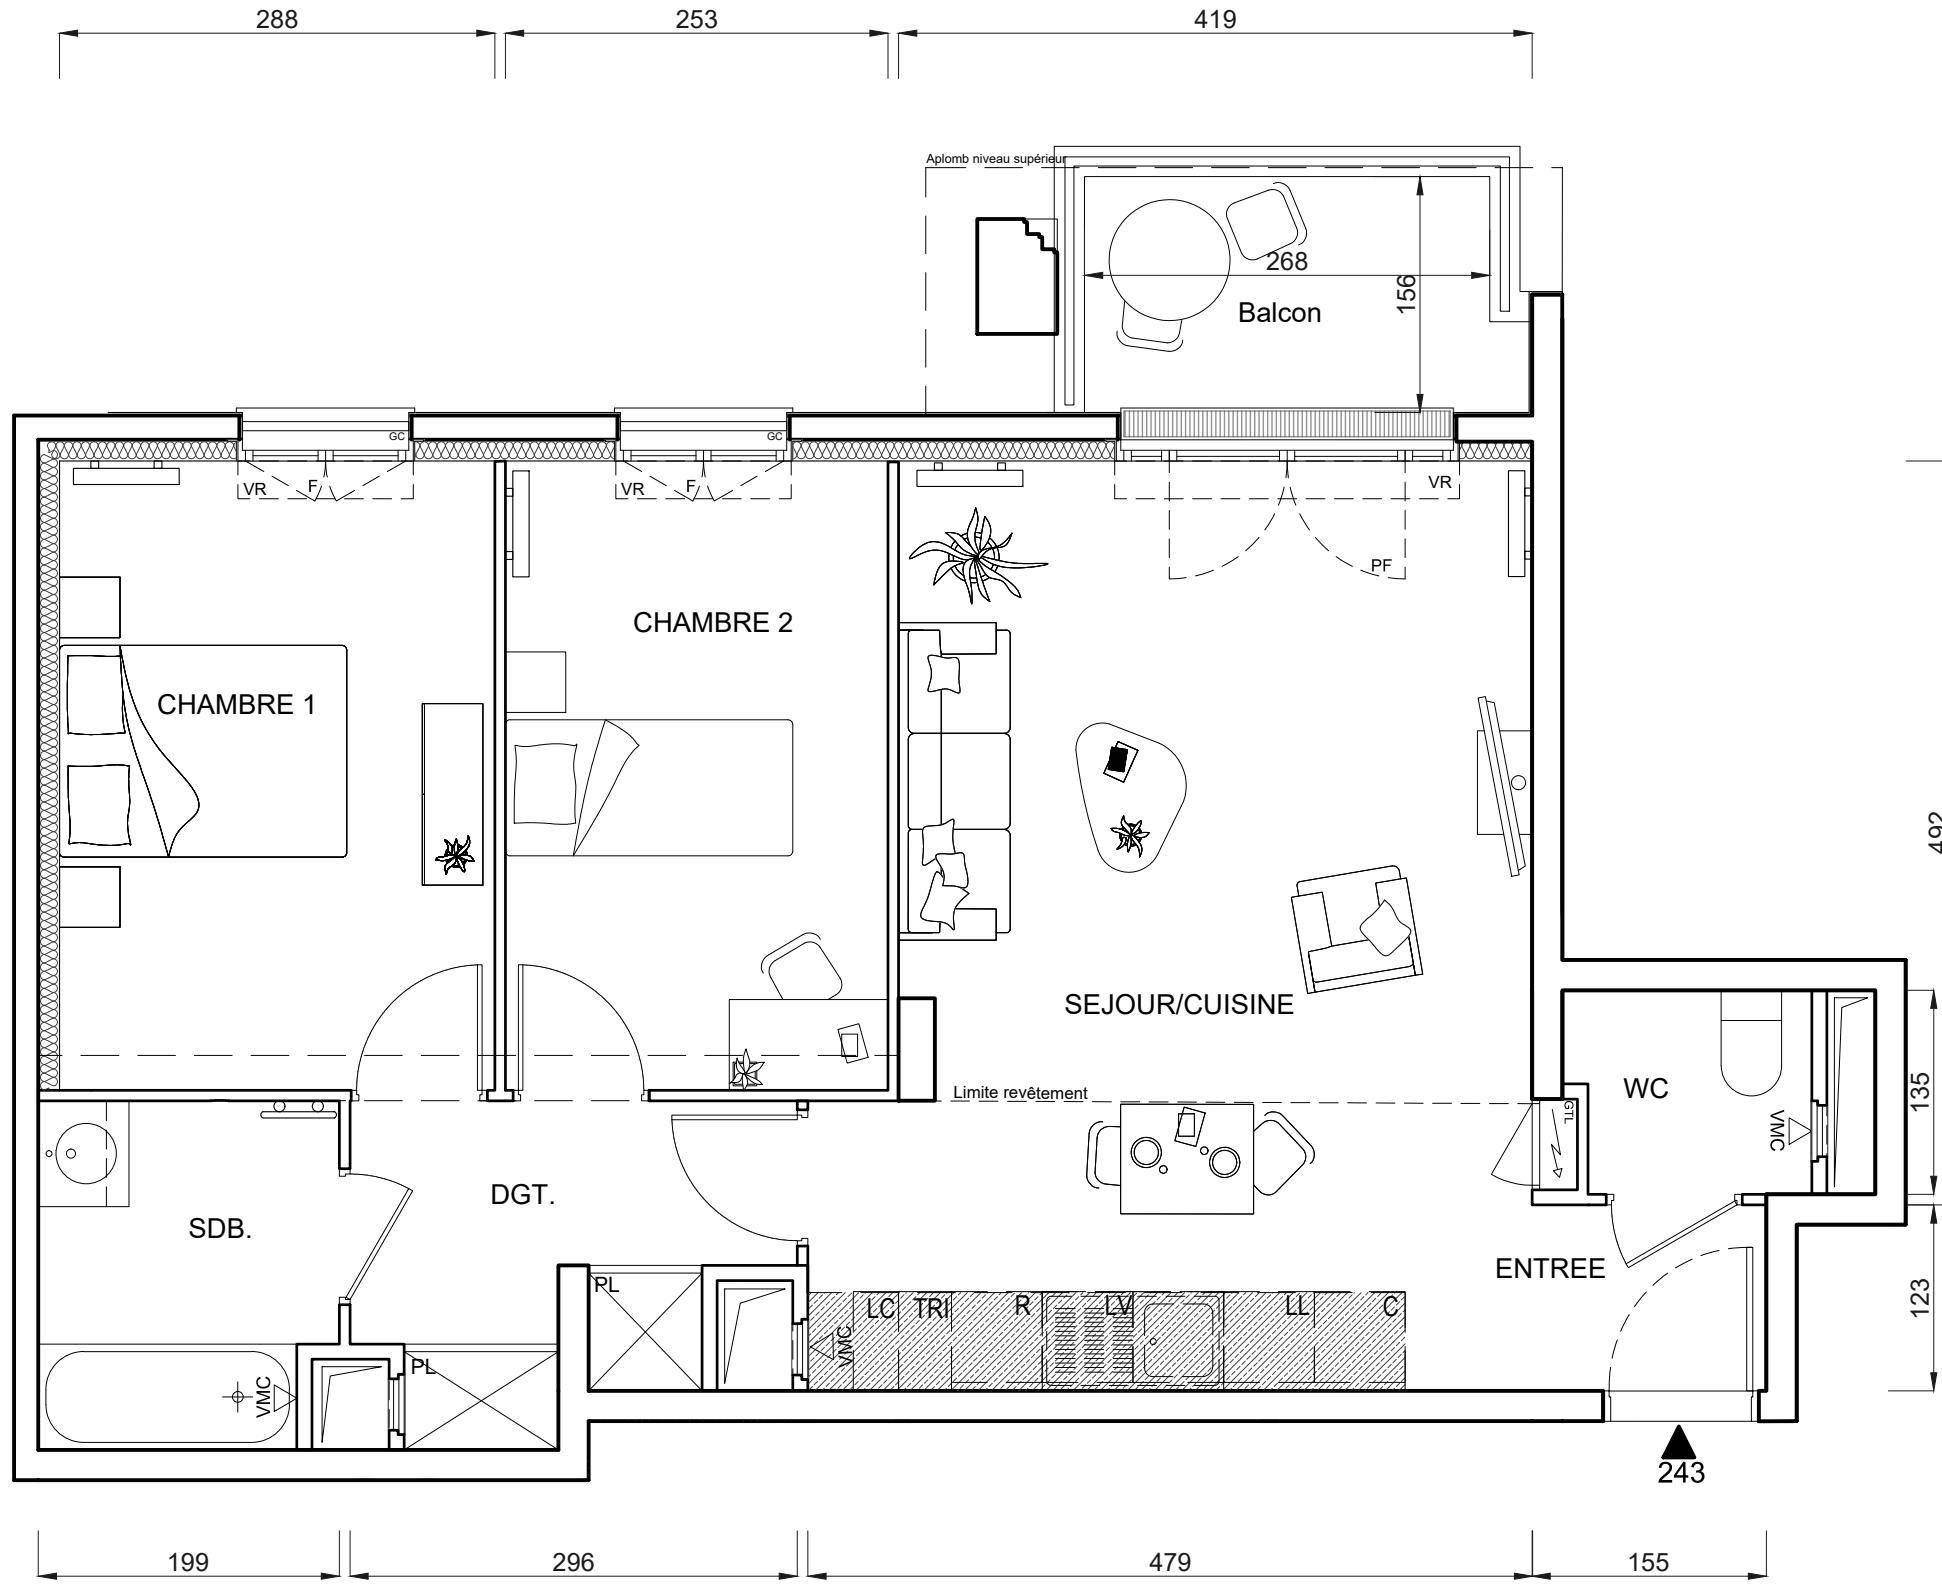 288
253
419
Aplomb niveau supérieur
268
156
Balcon
GC
GC
VR
F
VR
F
VR
PF
CHAMBRE 2
CHAMBRE 1
492
SEJOUR/CUISINE
Limite revêtement
WC
135
GTL
VMC
DGT.
SDB.
ENTREE
PL
LC
TRI
R
LV
LL
C
123
VMC
PL
VMC
243
199
296
479
155